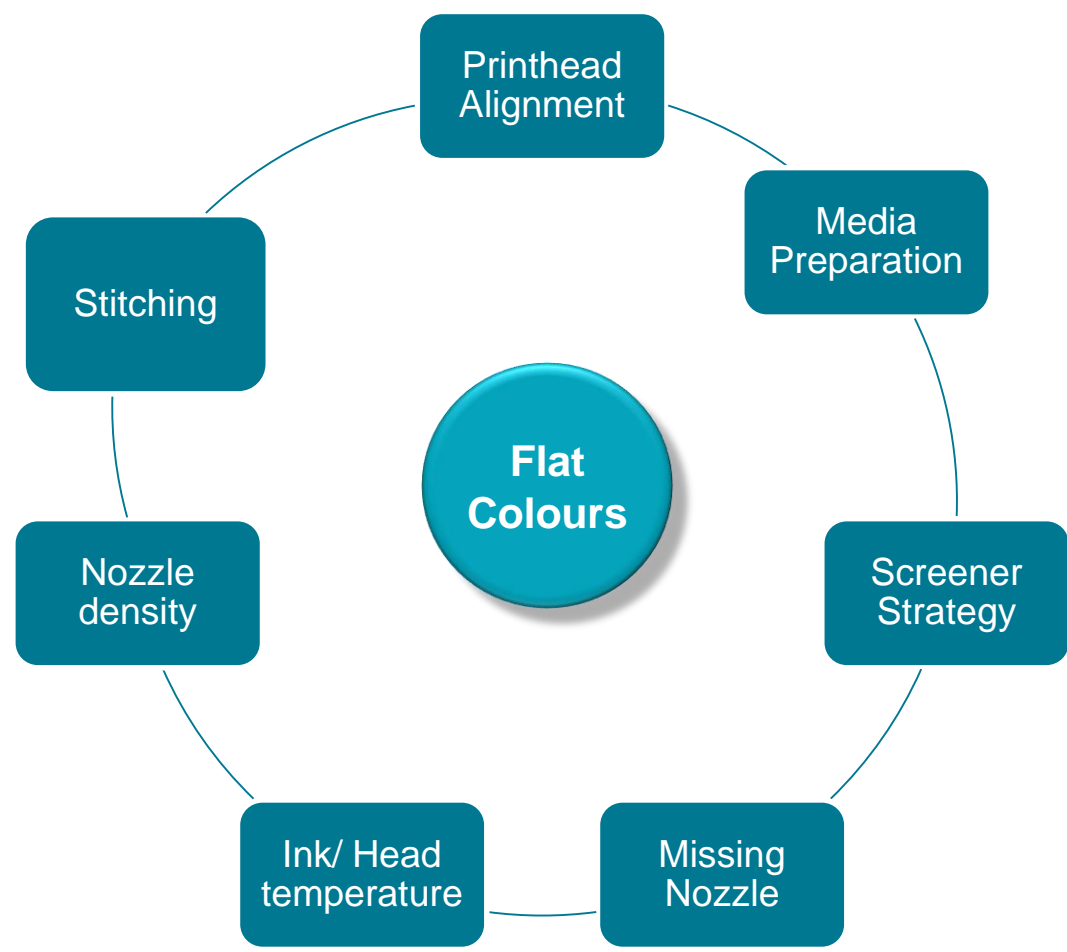 Printhead
Alignment
Media
Preparation
Screener
Strategy
Missing
Nozzle
Ink/ Head
temperature
Nozzle
density
Stitching
Flat
Colours